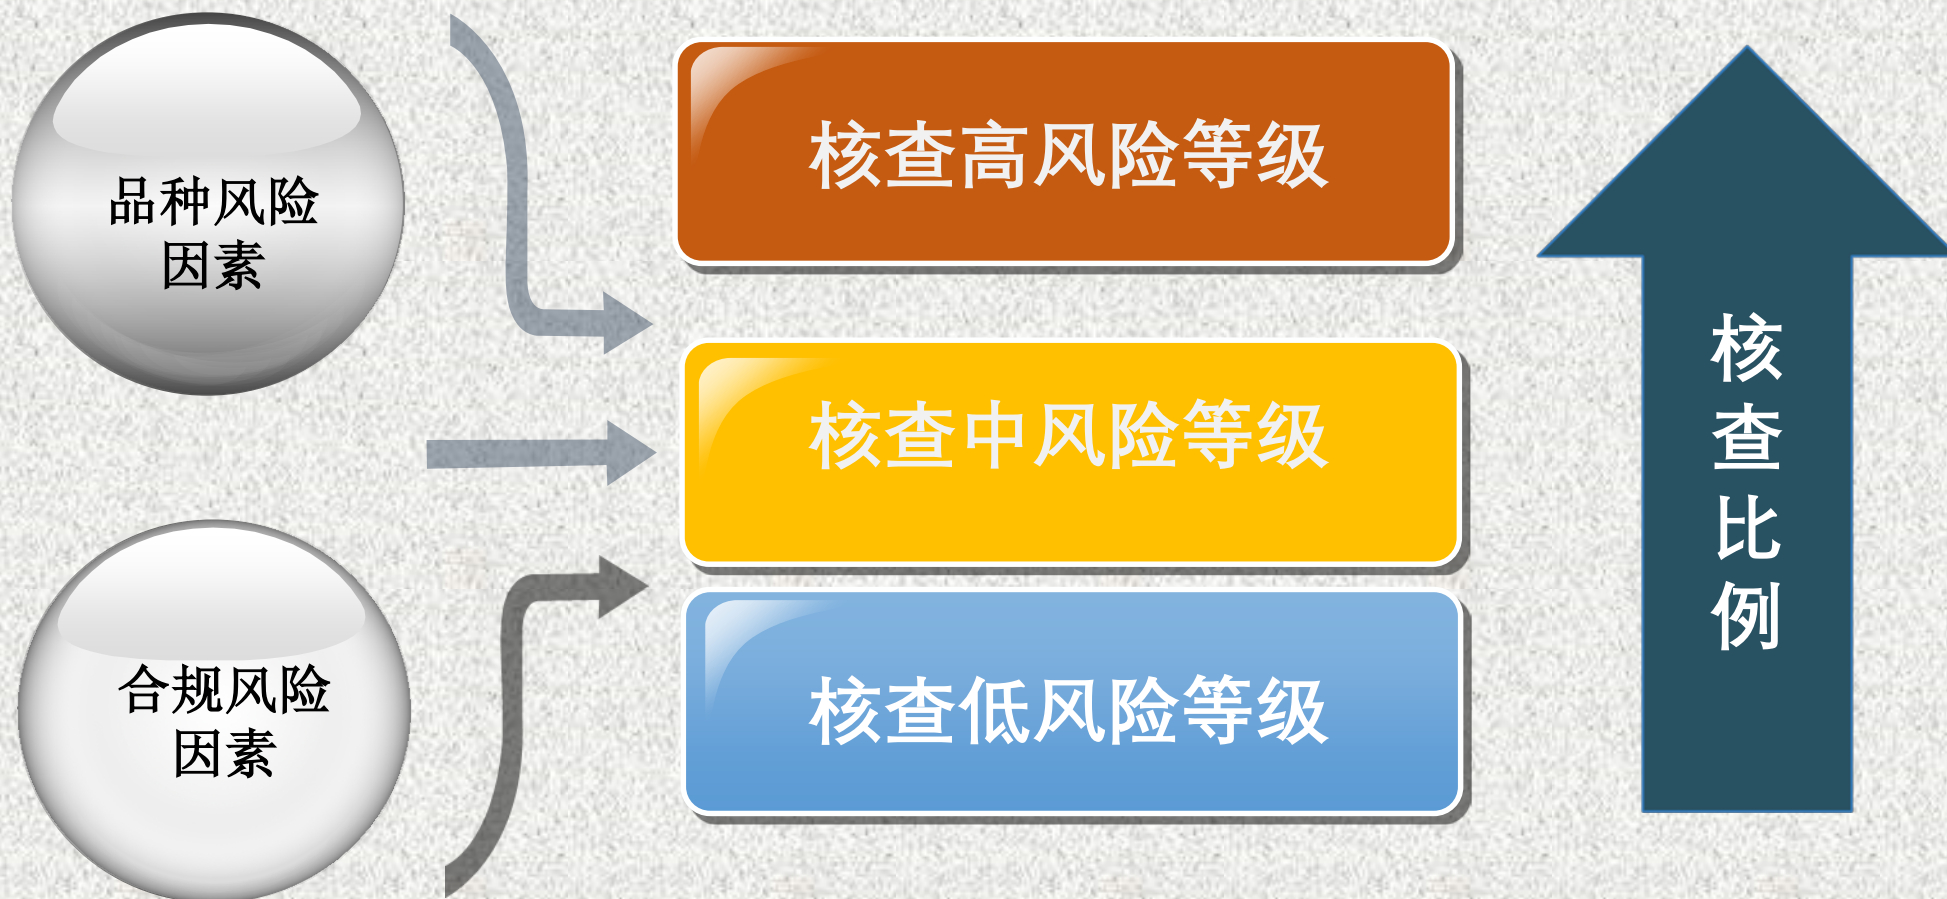 品种风险
因素
合规风险
因素
核查高风险等级
核查中风险等级
核查低风险等级
核
查
比
例